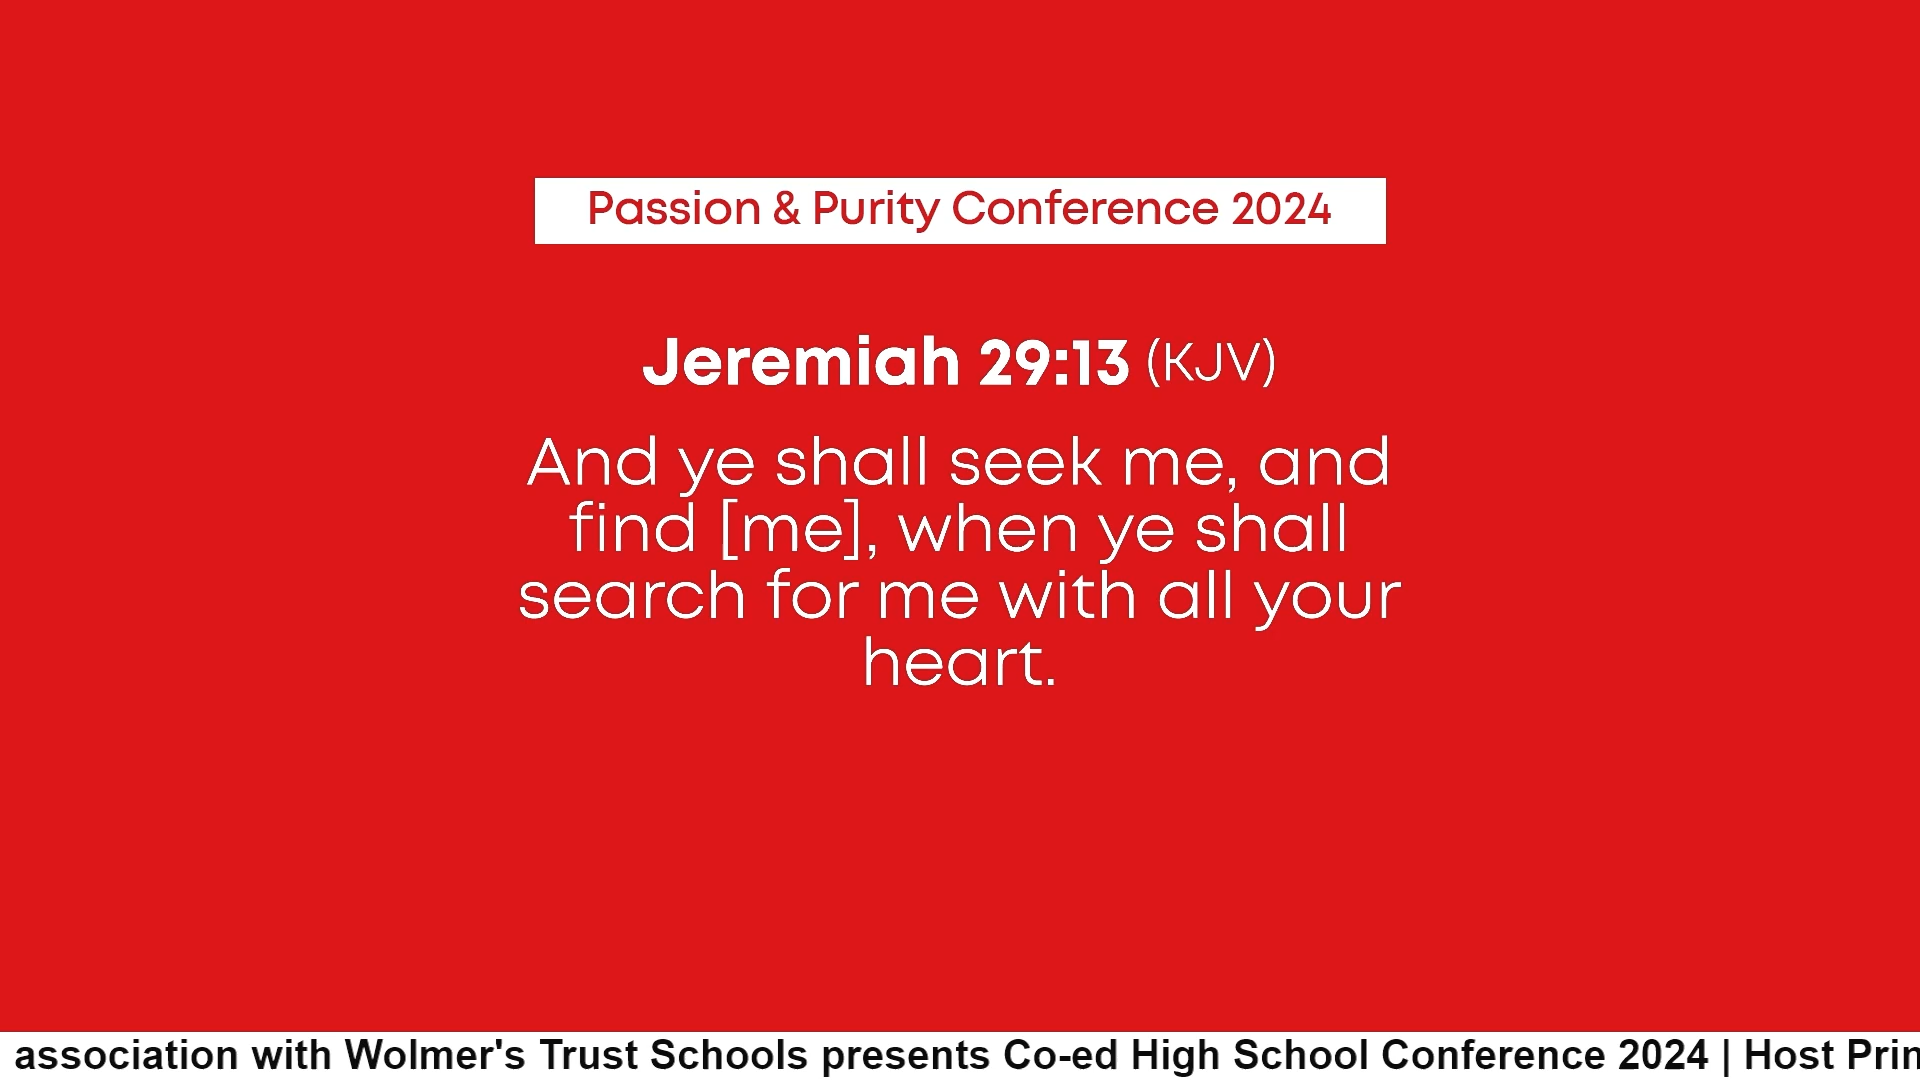 Passion & Purity Conference 2024
Jeremiah 29:13 (KJV)
And ye shall seek me, and
find [me], when ye shall
search for me with all your
heart.
association with Wolmer's Trust Schools presents Co-ed High School Conference 2024 | Host